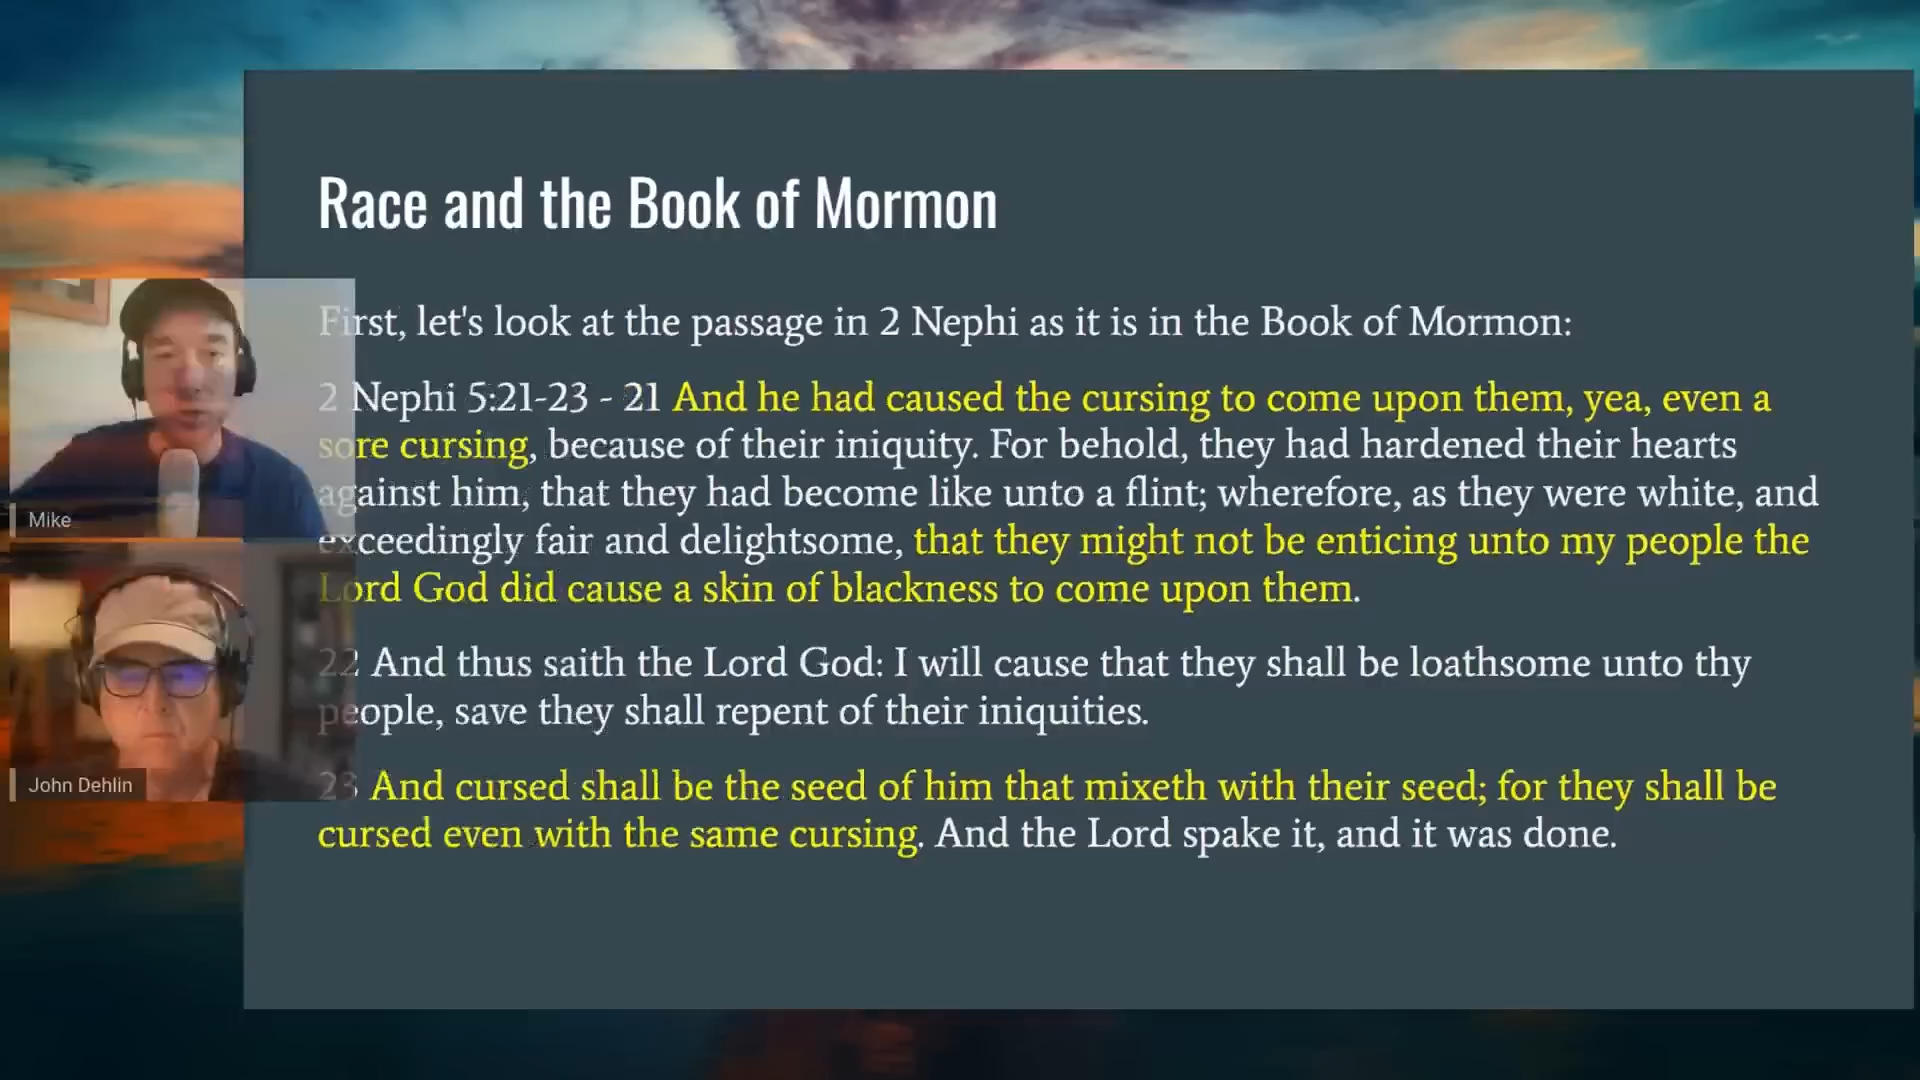 Race and the Book of Mormon
First, let's look at the passage in 2 Nephi as it is in the Book of Mormon:
2 Nephi 5:21-23 - 21 And he had caused the cursing to come upon them, yea, even a
sore cursing, because of their iniquity. For behold, they had hardened their hearts
against him, that they had become like unto a flint; wherefore, as they were white, and
exceedingly fair and delightsome, that they might not be enticing unto my people the
Lord God did cause a skin of blackness to come upon them.
22 And thus saith the Lord God: I will cause that they shall be loathsome unto thy
people, save they shall repent of their iniquities.
23 And cursed shall be the seed of him that mixeth with their seed; for they shall be
cursed even with the same cursing. And the Lord spake it, and it was done.
Mike
John Dehlin